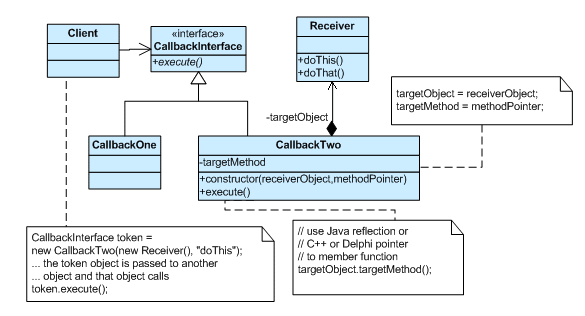 Client
«interface»
CallbackInterface
+execute()
Receiver
+doThis()
+doThat()
targetObject = receiverObject;
targetMethod = methodPointer;
-targetObject
CallbackOne
CallbackTwo
-targetMethod
+constructor(receiverObject,methodPointer)
+execute()
CallbackInterface token =
new CallbackTwo(new Receiver(), "doThis");
... the token object is passed to another
... object and that object calls
token.execute();
// use Java reflection or
// C++ or Delphi pointer
// to member function
targetObject.targetMethod();